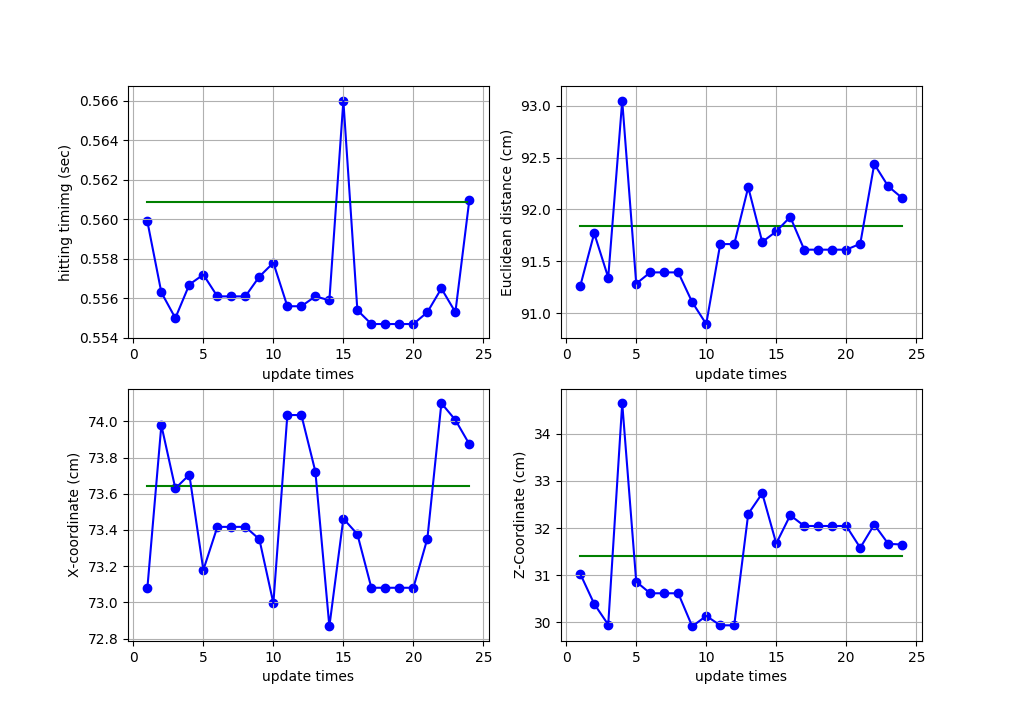 0.566
0.564
0.562
0.560
0.558
0.556
0.554
hitting timimg (sec)
0 5 10 15 20 25
update times
93.0
92.5
92.0
91.5
91.0
Euclidean distance (cm)
0 5 10 15 20 25
update times
74.0
73.8
73.6
73.4
73.2
73.0
72.8
X-coordinate (cm)
0 5 10 15 20 25
update times
34
33
32
31
30
Z-Coordinate (cm)
0 5 10 15 20 25
update times